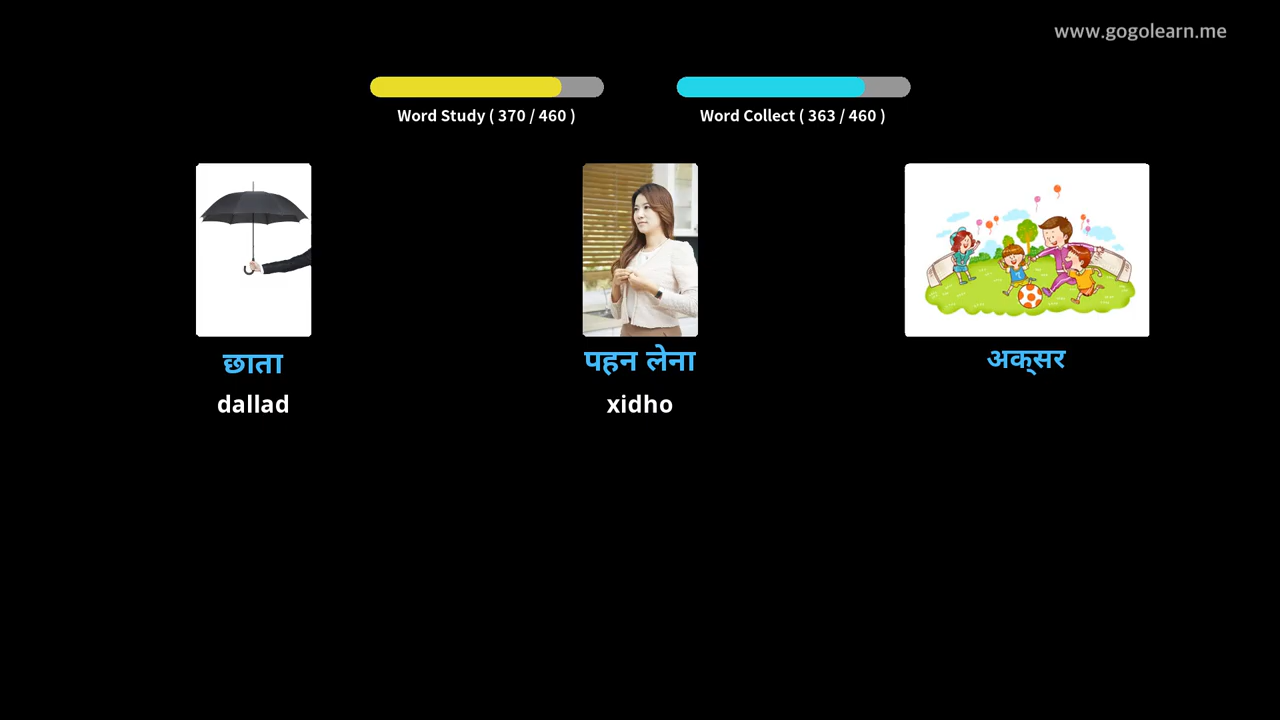 www.gogolearn.me
Word Study ( 370 / 460 )
Word Collect ( 363 / 460 )
छाता
पहन लेना
अक्‌सर
dallad
xidho